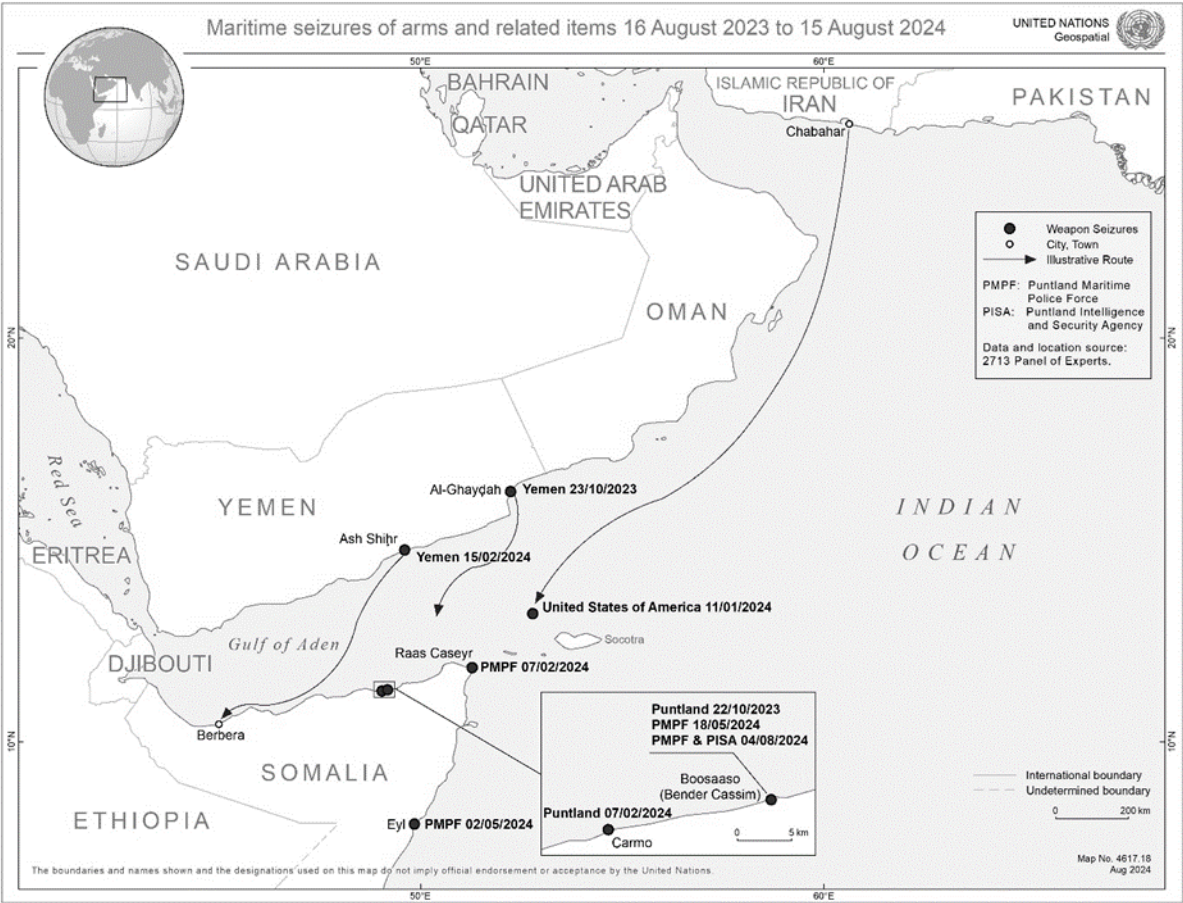 Maritime seizures of arms and related items 16 August 2023 to 15 August 2024
UNITED NATIONS
Geospatial
50°E
60°E
BAHRAIN
QATAR
ISLAMIC REPUBLIC OF
IRAN
PAKISTAN
Chabahar
UNITED ARAB
EMIRATES
SAUDI ARABIA
OMAN
Weapon Seizures
City, Town
Illustrative Route
PMPF: Puntland Maritime
Police Force
PISA: Puntland Intelligence
and Security Agency
Data and location source:
2713 Panel of Experts.
20°N
20°N
Red Sea
YEMEN
Al-Ghaydah
Yemen 23/10/2023
INDIAN
OCEAN
ERITREA
Ash Shiḩr
Yemen 15/02/2024
United States of America 11/01/2024
Gulf of Aden
Socotra
DJIBOUTI
Raas Caseyr
PMPF 07/02/2024
Berbera
Puntland 22/10/2023
PMPF 18/05/2024
PMPF & PISA 04/08/2024
10°N
10°N
SOMALIA
Boosaaso
(Bender Cassim)
Puntland 07/02/2024
Carmo
0
5 km
International boundary
Undetermined boundary
0
200 km
ETHIOPIA
Eyl
PMPF 02/05/2024
Map No. 4617.18
Aug 2024
The boundaries and names shown and the designations used on this map do not imply official endorsement or acceptance by the United Nations.
50°E
60°E